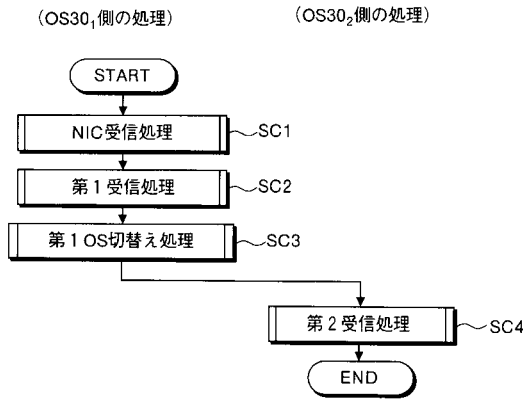 （OS30₁側の処理）
（OS30₂側の処理）
START
NIC受信処理
SC1
第1受信処理
SC2
第1OS切替え処理
SC3
第2受信処理
SC4
END